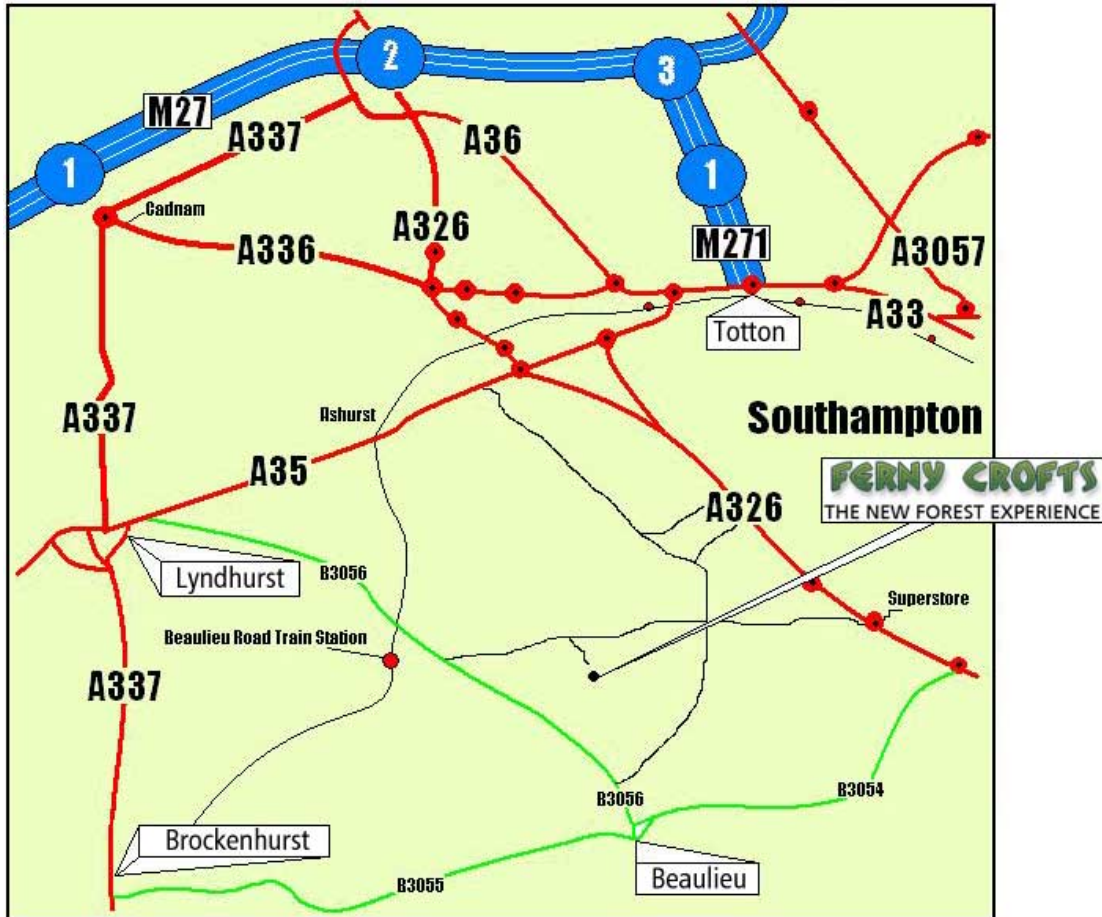 2
3
M27
A337
A36
1
1
Cadnam
A336
A326
M271
A3057
A33
Totton
A337
Ashurst
Southampton
A35
FERNY CROFTS
THE NEW FOREST EXPERIENCE
A326
Lyndhurst
B3056
Superstore
Beaulieu Road Train Station
A337
B3056
B3054
Brockenhurst
Beaulieu
B3055